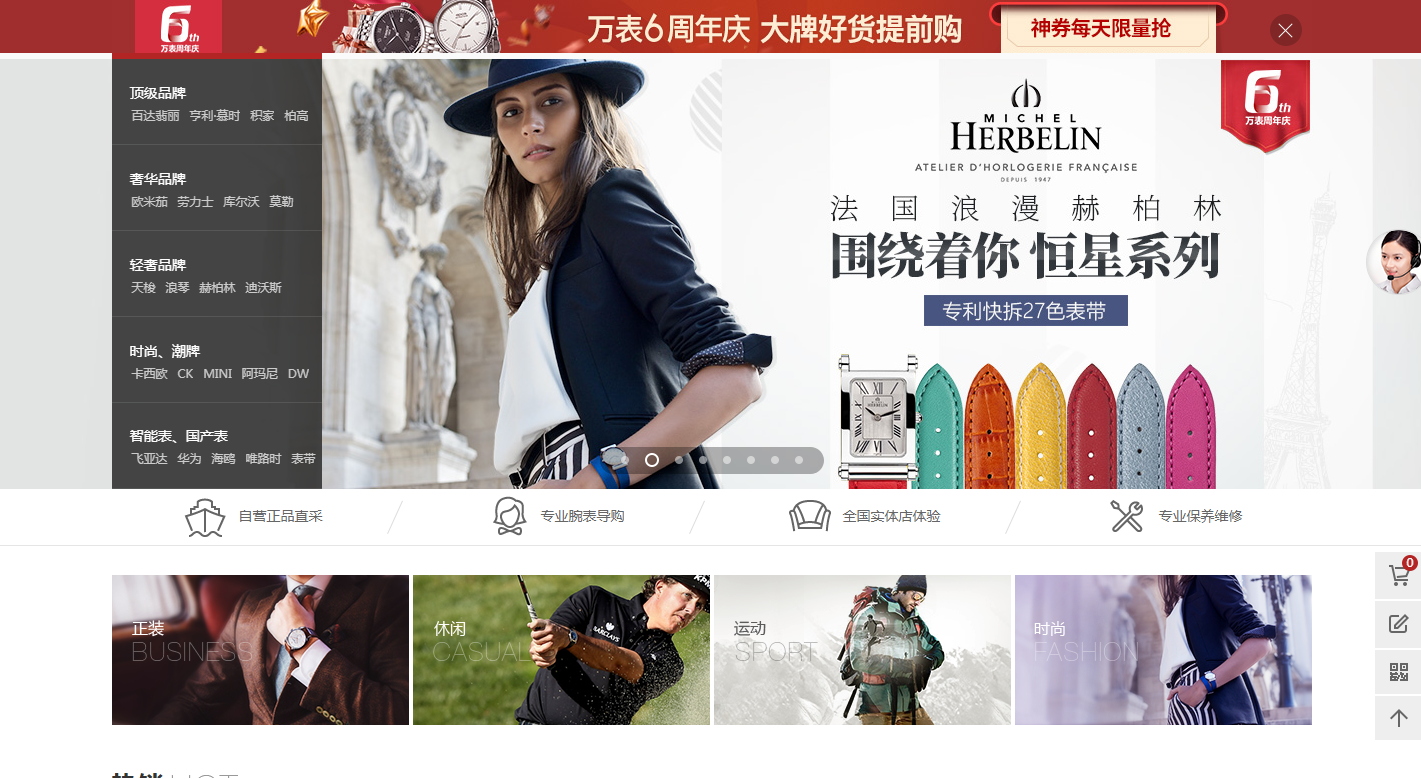 6th
万表周年庆
万表6周年庆 大牌好货提前购
神券每天限量抢
顶级品牌
百达翡丽 亨利·慕时 积家 柏高
奢华品牌
欧米茄 劳力士 库尔沃 莫勒
轻奢品牌
天梭 浪琴 赫柏林 迪沃斯
时尚、潮牌
卡西欧 CK MINI 阿玛尼 DW
智能表、国产表
飞亚达 华为 海鸥 唯路时 表带
MICHEL
HERBELIN
ATELIER D'HORLOGERIE FRANÇAISE
DEPUIS 1947
法国浪漫赫柏林
围绕着你 恒星系列
专利快拆27色表带
6th
万表周年庆
自营正品直采
专业腕表导购
全国实体店体验
专业保养维修
0
正装
BUSINESS
休闲
CASUAL
KPMG
BARCLAYS
运动
SPORT
时尚
FASHION
热销 HOT